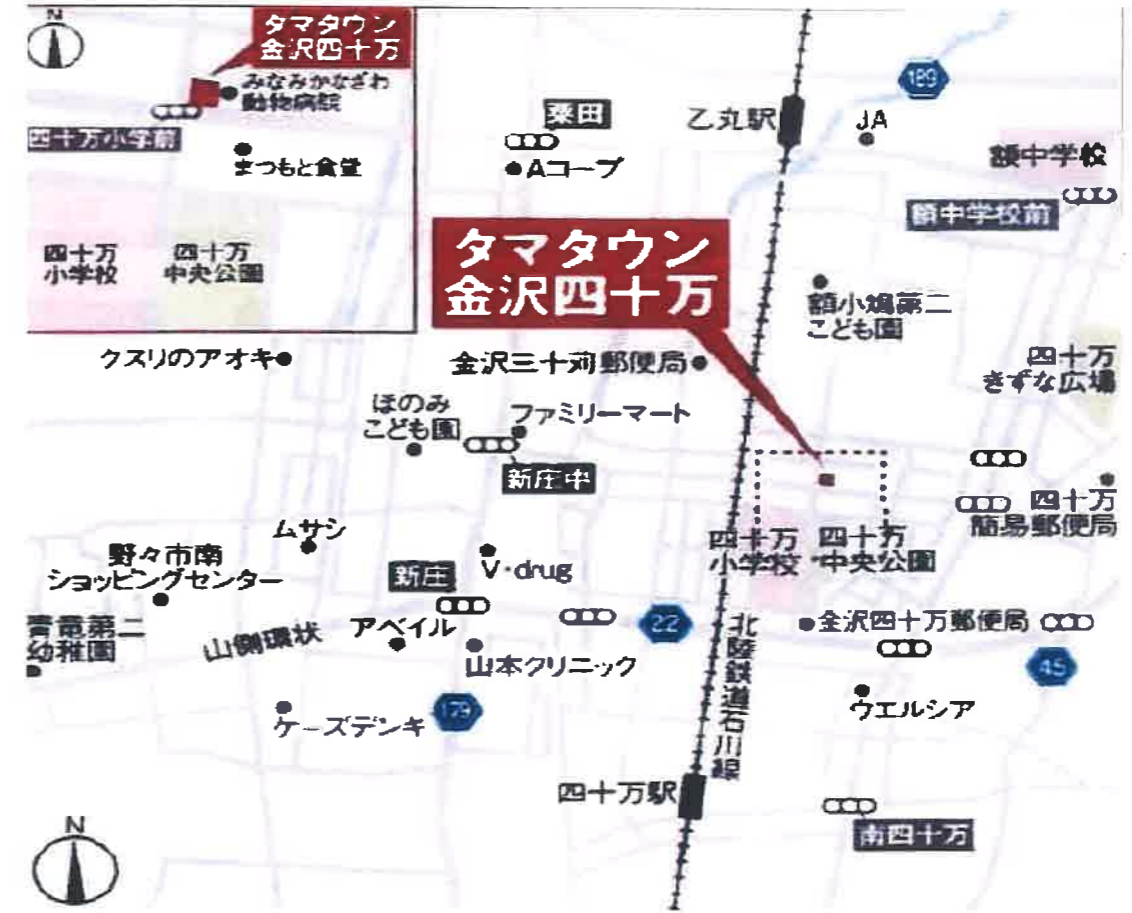 N
タマタウン
金沢四十万
みなみかなざわ
動物病院
四十万小学前
まつもと食堂
四十万
小学校
四十万
中央公園
粟田
Aコープ
乙丸駅
189
JA
額中学校
額中学校前
タマタウン
金沢四十万
額小鳩第二
こども園
四十万
きずな広場
クスリのアオキ
金沢三十苅郵便局
ほのみ
こども園
ファミリーマート
新庄中
四十万
簡易郵便局
ムサシ
野々市南
ショッピングセンター
新庄
V・drug
四十万
小学校
四十万
中央公園
青竜第二
幼稚園
山側環状
アベイル
山本クリニック
22
金沢四十万郵便局
45
北陸鉄道石川線
ウエルシア
ケーズデンキ
179
四十万駅
南四十万
N